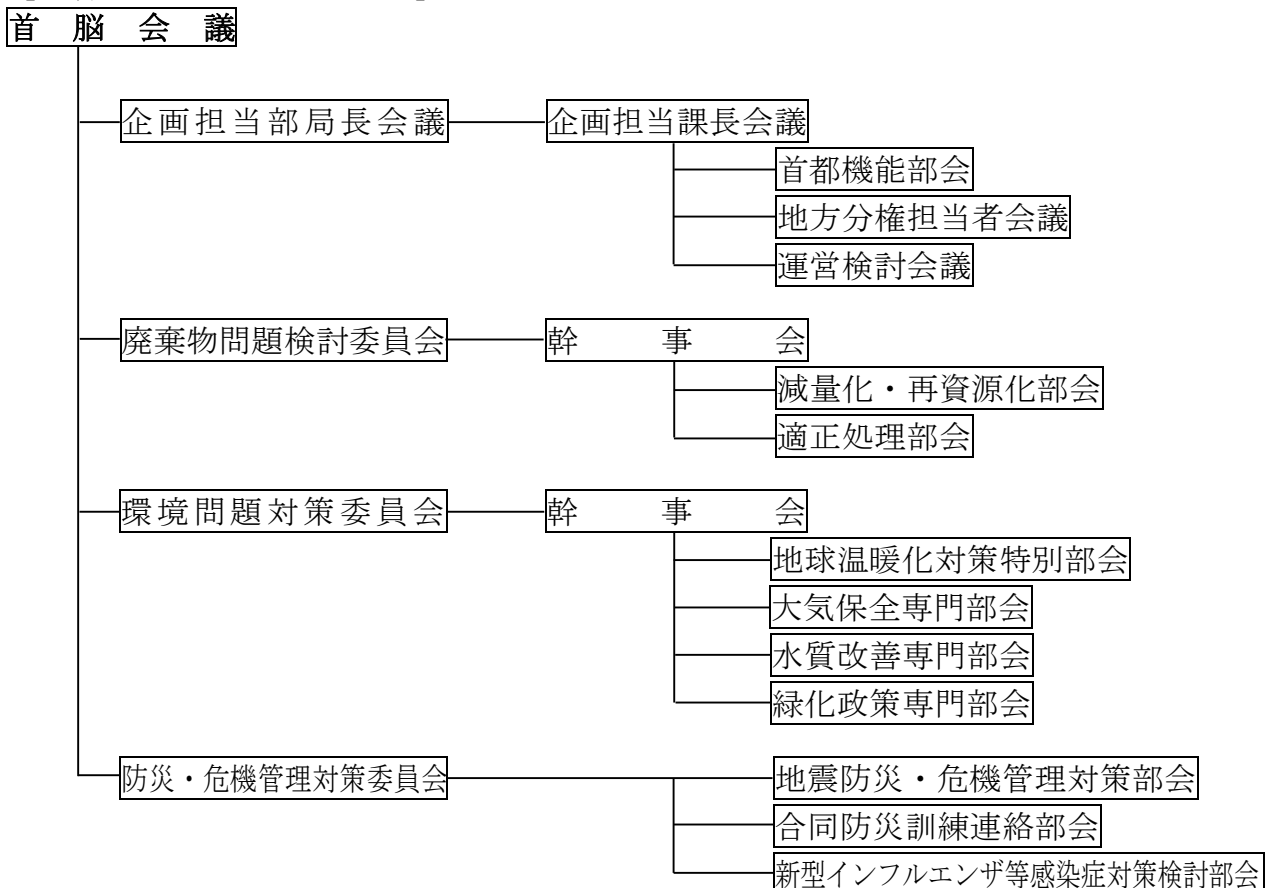 首脳会議
企画担当部局長会議 企画担当課長会議
首都機能部会
地方分権担当者会議
運営検討会議
廃棄物問題検討委員会 幹事会
減量化・再資源化部会
適正処理部会
環境問題対策委員会 幹事会
地球温暖化対策特別部会
大気保全専門部会
水質改善専門部会
緑化政策専門部会
防災・危機管理対策委員会 地震防災・危機管理対策部会
合同防災訓練連絡部会
新型インフルエンザ等感染症対策検討部会